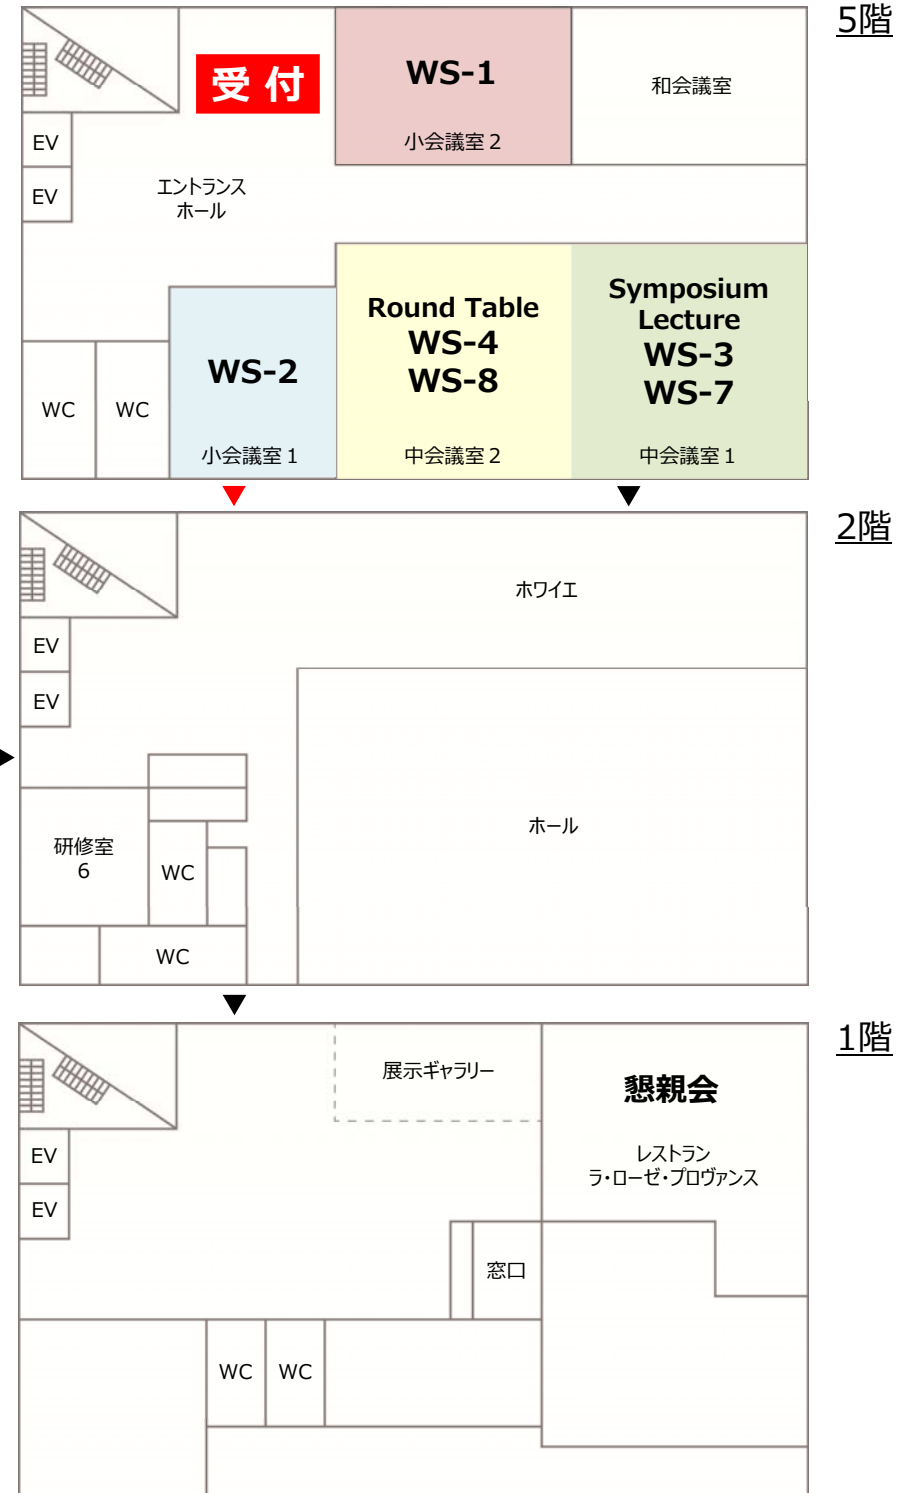 5階
受 付
WS-1
小会議室２
和会議室
EV
EV
エントランス
ホール
Round Table
WS-4
WS-8
中会議室２
Symposium
Lecture
WS-3
WS-7
中会議室１
WS-2
小会議室１
WC
WC
2階
ホワイエ
EV
EV
ホール
研修室
6
WC
WC
1階
展示ギャラリー
懇親会
レストラン
ラ・ローゼ・プロヴァンス
EV
EV
窓口
WC
WC